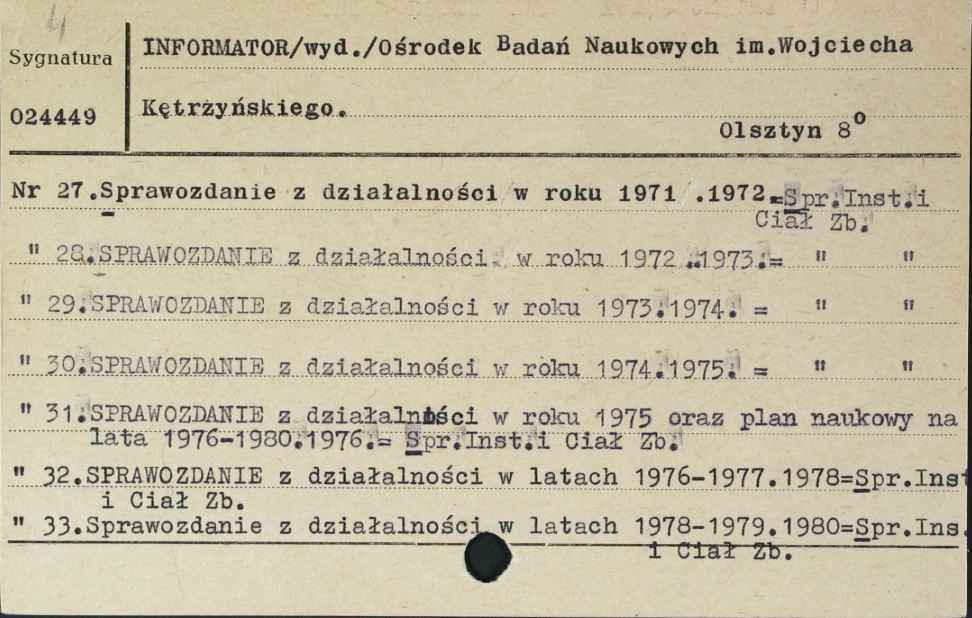 4
Sygnatura
024449
INFORMATOR/wyd./Ośrodek Badań Naukowych im.Wojciecha
Kętrzyńskiego.
Olsztyn 8°
Nr 27.Sprawozdanie z działalności w roku 1971 .1972.=Spr.Inst.i
Ciał Zb.
" 28.SPRAWOZDANIE z działalności. w roku 1972 .1973.= " "
" 29.SPRAWOZDANIE z działalności w roku 1973.1974. = " "
" 30.SPRAWOZDANIE z działalności w roku 1974.1975. = " "
" 31.SPRAWOZDANIE z działalności w roku 1975 oraz plan naukowy na
lata 1976-1980.1976.= Spr.Inst.i Ciał Zb.
" 32.SPRAWOZDANIE z działalności w latach 1976-1977.1978=Spr.Inst
i Ciał Zb.
" 33.Sprawozdanie z działalności w latach 1978-1979.1980=Spr.Ins.
i Ciał Zb.